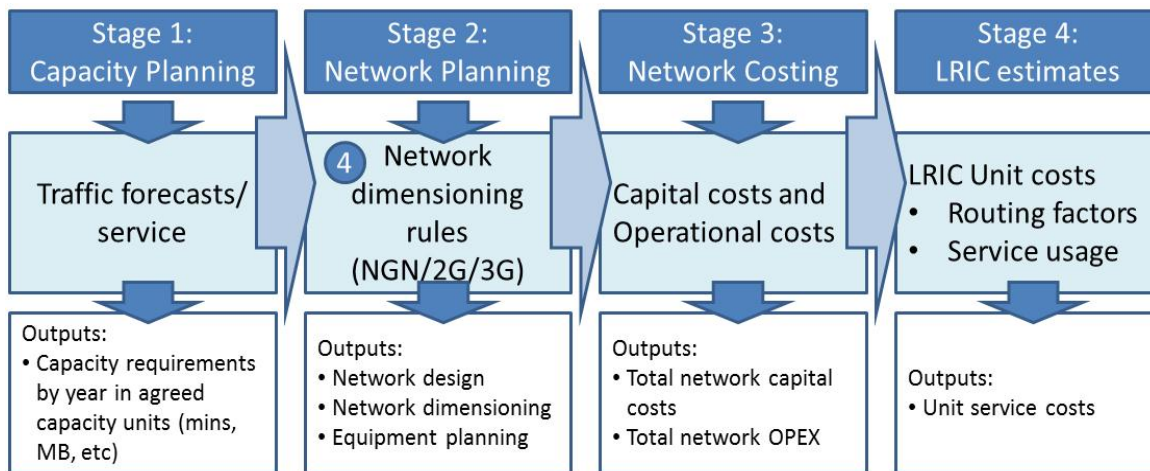 Stage 1:
Capacity Planning
Stage 2:
Network Planning
Stage 3:
Network Costing
Stage 4:
LRIC estimates
Traffic forecasts/
service
4
Network
dimensioning
rules
(NGN/2G/3G)
Capital costs and
Operational costs
LRIC Unit costs
• Routing factors
• Service usage
Outputs:
• Capacity requirements
by year in agreed
capacity units (mins,
MB, etc)
Outputs:
• Network design
• Network dimensioning
• Equipment planning
Outputs:
• Total network capital
costs
• Total network OPEX
Outputs:
• Unit service costs